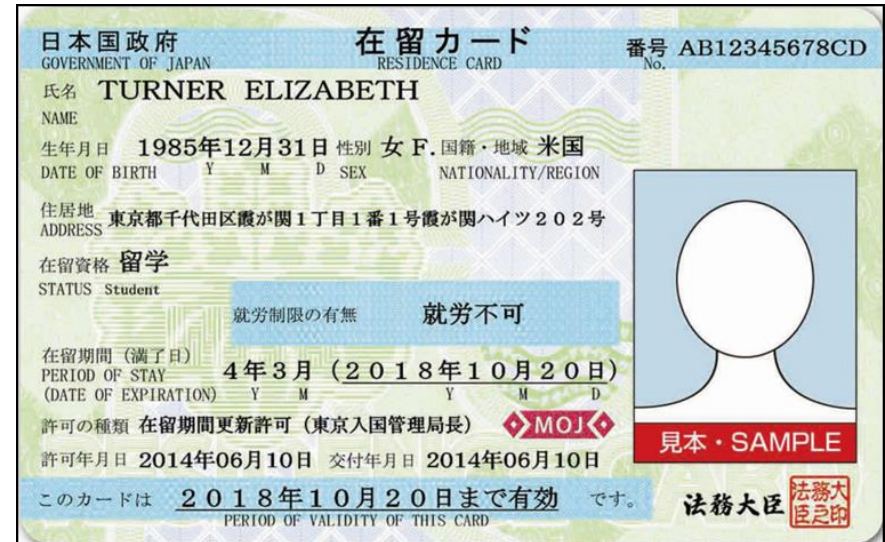 日本国政府 在留カード 番号 AB12345678CD
GOVERNMENT OF JAPAN RESIDENCE CARD No.
氏名 TURNER ELIZABETH
NAME
生年月日 1985年12月31日 性別 女 F. 国籍・地域 米国
DATE OF BIRTH Y M D SEX NATIONALITY/REGION
住居地 東京都千代田区霞が関1丁目1番1号霞が関ハイツ202号
ADDRESS
在留資格 留学
STATUS Student
就労制限の有無 就労不可
在留期間(満了日) 4年3月(2018年10月20日)
PERIOD OF STAY
(DATE OF EXPIRATION) Y M Y M D
許可の種類 在留期間更新許可(東京入国管理局長) MOJ
許可年月日 2014年06月10日 交付年月日 2014年06月10日
見本・SAMPLE
このカードは 2018年10月20日まで有効 です。
PERIOD OF VALIDITY OF THIS CARD
法務大臣 法務大臣之印